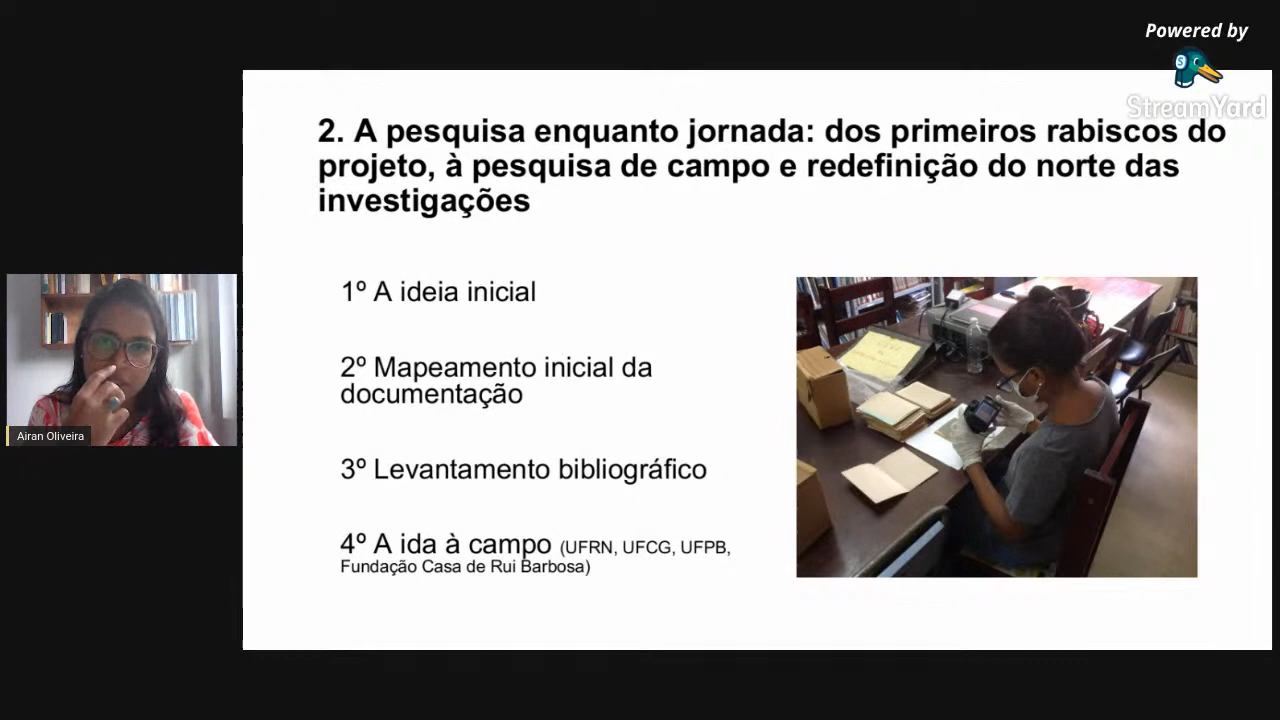 Powered by
StreamYard
2. A pesquisa enquanto jornada: dos primeiros rabiscos do
projeto, à pesquisa de campo e redefinição do norte das
investigações
1º A ideia inicial
2º Mapeamento inicial da
documentação
3º Levantamento bibliográfico
4º A ida à campo (UFRN, UFCG, UFPB,
Fundação Casa de Rui Barbosa)
Airan Oliveira